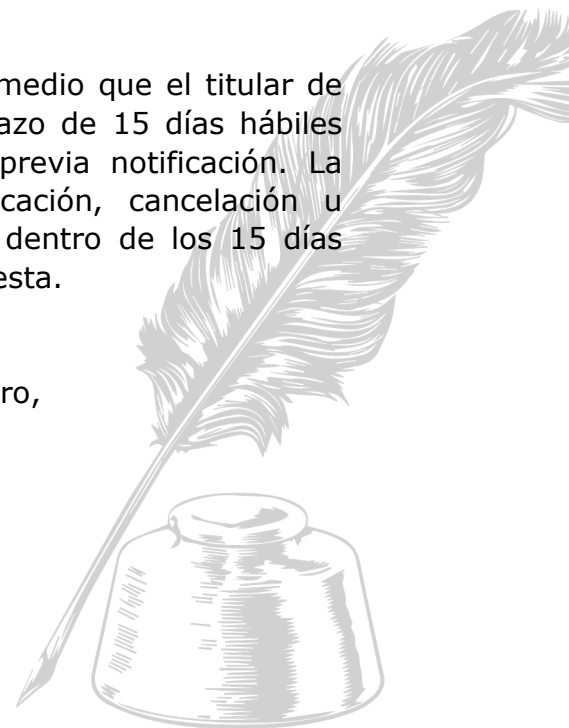 medio que el titular de
azo de 15 días hábiles
previa notificación. La
cación, cancelación u
dentro de los 15 días
esta.
ro,